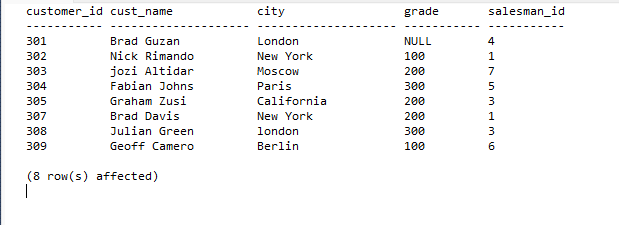 customer_id cust_name            city                 grade       salesman_id
----------- -------------------- -------------------- ----------- -----------
301         Brad Guzan           London               NULL        4
302         Nick Rimando         New York             100         1
303         jozi Altidar         Moscow               200         7
304         Fabian Johns         Paris                300         5
305         Graham Zusi          California           200         3
307         Brad Davis           New York             200         1
308         Julian Green         london               300         3
309         Geoff Camero         Berlin               100         6
(8 row(s) affected)